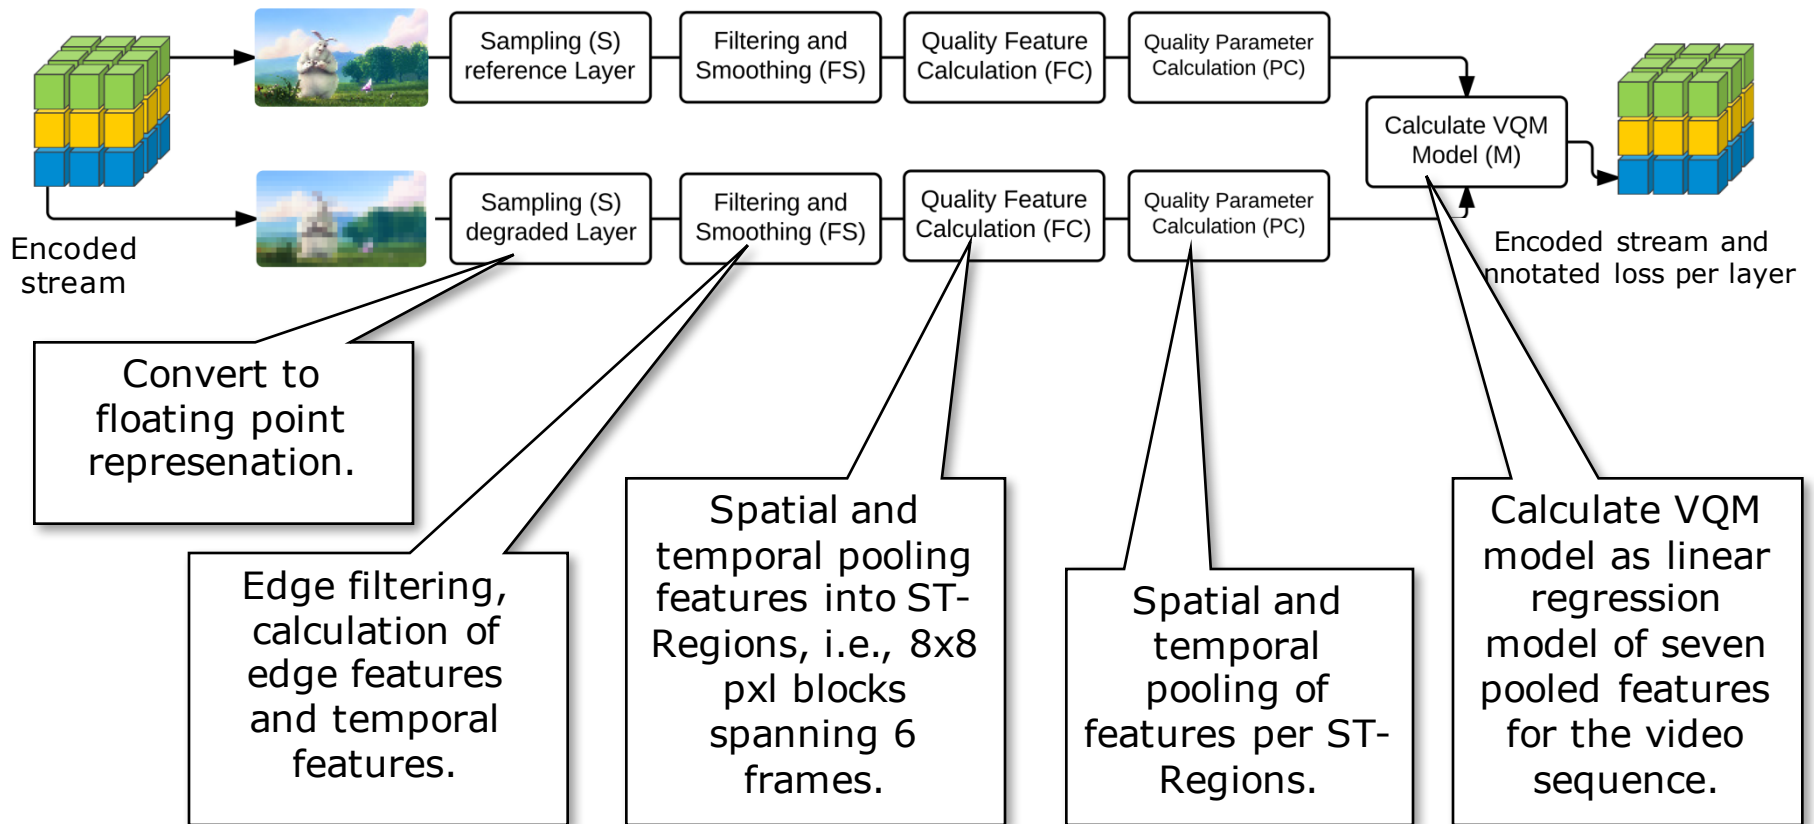 Sampling (S)
reference Layer
Filtering and
Smoothing (FS)
Quality Feature
Calculation (FC)
Quality Parameter
Calculation (PC)
Calculate VQM
Model (M)
Sampling (S)
degraded Layer
Filtering and
Smoothing (FS)
Quality Feature
Calculation (FC)
Quality Parameter
Calculation (PC)
Encoded
stream
Encoded stream and
nnotated loss per layer
Convert to
floating point
represenation.
Edge filtering,
calculation of
edge features
and temporal
features.
Spatial and
temporal pooling
features into ST-
Regions, i.e., 8x8
pxl blocks
spanning 6
frames.
Spatial and
temporal
pooling of
features per ST-
Regions.
Calculate VQM
model as linear
regression
model of seven
pooled features
for the video
sequence.